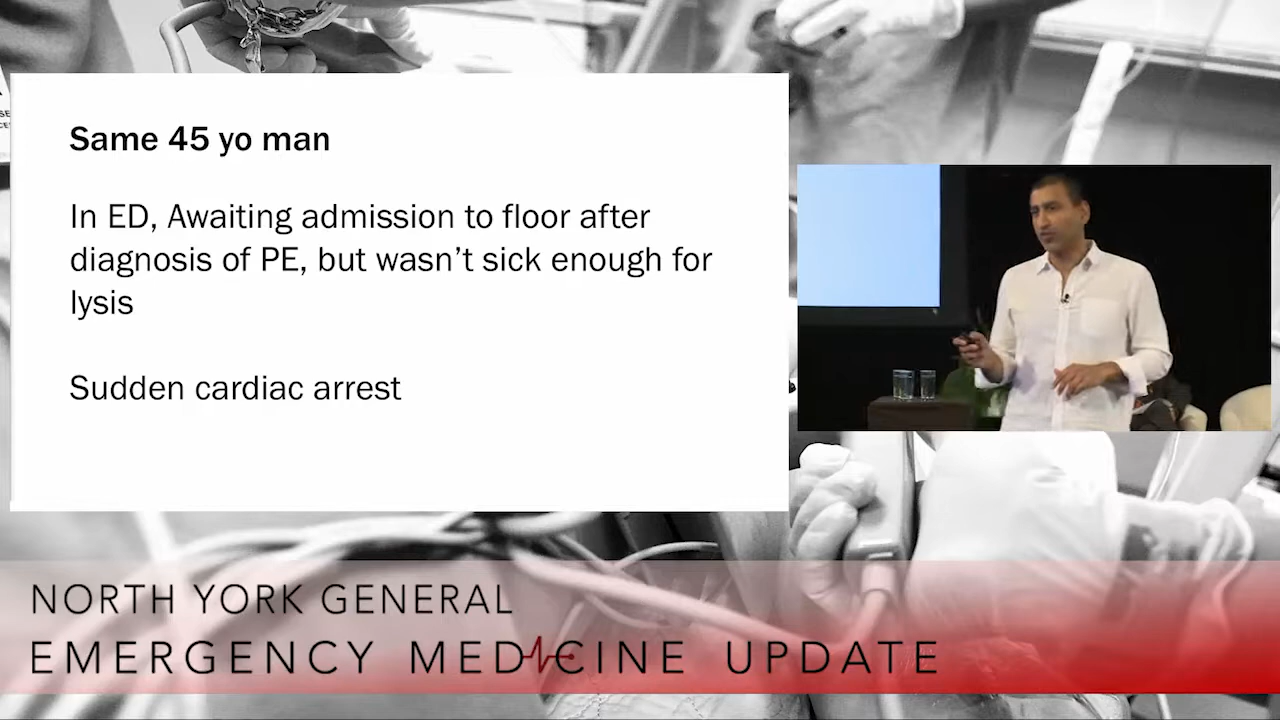 Same 45 yo man
In ED, Awaiting admission to floor after
diagnosis of PE, but wasn't sick enough for
lysis
Sudden cardiac arrest
NORTH YORK GENERAL
EMERGENCY MEDICINE UPDATE